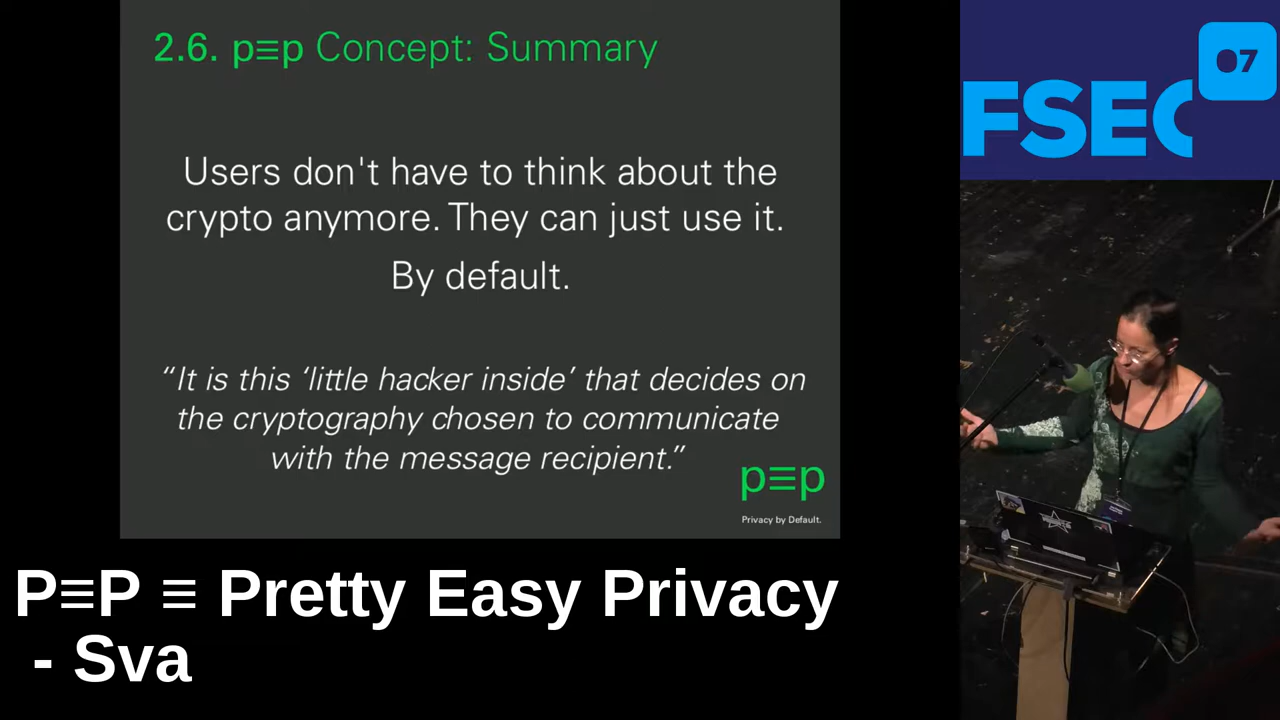 2.6. p≡p Concept: Summary
Users don't have to think about the
crypto anymore. They can just use it.
By default.
“It is this ‘little hacker inside’ that decides on
the cryptography chosen to communicate
with the message recipient.”
p≡p
Privacy by Default.
P≡P ≡ Pretty Easy Privacy
- Sva
FSEC
07